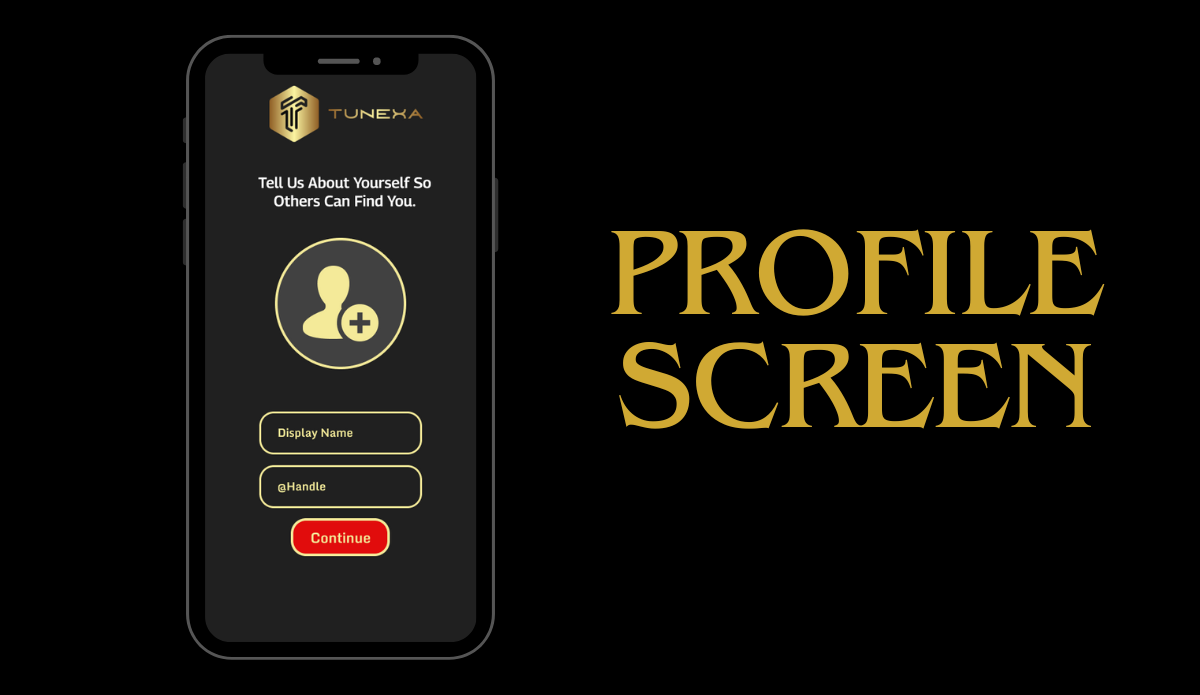 TUNEXA
Tell Us About Yourself So
Others Can Find You.
Display Name
@Handle
Continue
PROFILE
SCREEN